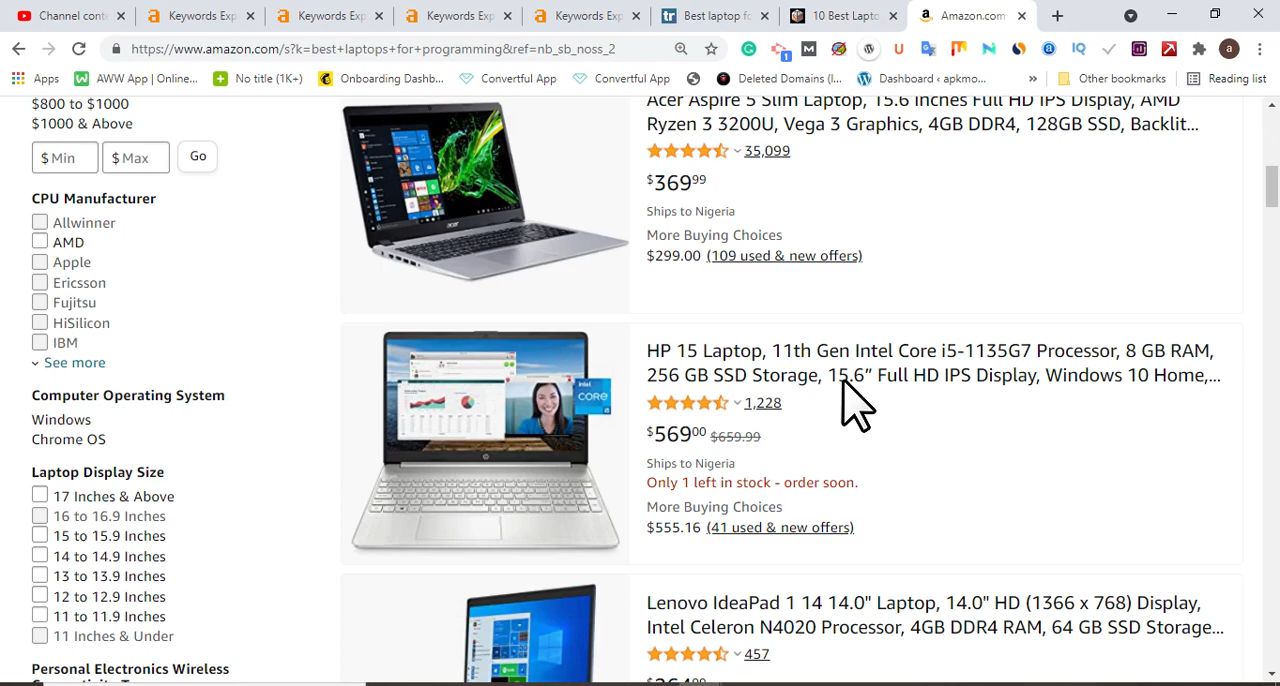 Channel conte
Keywords Exp
Keywords Exp
Keywords Exp
Keywords Exp
Best laptop fo
10 Best Lapto
Amazon.com
https://www.amazon.com/s?k=best+laptops+for+programming&ref=nb_sb_noss_2
Apps
AWW App | Online...
No title (1K+)
Onboarding Dashb...
Convertful App
Convertful App
Deleted Domains (l...
Dashboard ‹ apkmo...
»
Other bookmarks
Reading list
$800 to $1000
$1000 & Above
$ Min
$ Max
Go
CPU Manufacturer
Allwinner
AMD
Apple
Ericsson
Fujitsu
HiSilicon
IBM
See more
Computer Operating System
Windows
Chrome OS
Laptop Display Size
17 Inches & Above
16 to 16.9 Inches
15 to 15.9 Inches
14 to 14.9 Inches
13 to 13.9 Inches
12 to 12.9 Inches
11 to 11.9 Inches
11 Inches & Under
Personal Electronics Wireless
Acer Aspire 5 Slim Laptop, 15.6 inches Full HD IPS Display, AMD
Ryzen 3 3200U, Vega 3 Graphics, 4GB DDR4, 128GB SSD, Backlit...
35,099
$369.99
Ships to Nigeria
More Buying Choices
$299.00 (109 used & new offers)
acer
intel
CORE
HP 15 Laptop, 11th Gen Intel Core i5-1135G7 Processor, 8 GB RAM,
256 GB SSD Storage, 15.6” Full HD IPS Display, Windows 10 Home,...
1,228
$569.00 $659.99
Ships to Nigeria
Only 1 left in stock - order soon.
More Buying Choices
$555.16 (41 used & new offers)
Lenovo IdeaPad 1 14 14.0" Laptop, 14.0" HD (1366 x 768) Display,
Intel Celeron N4020 Processor, 4GB DDR4 RAM, 64 GB SSD Storage...
457